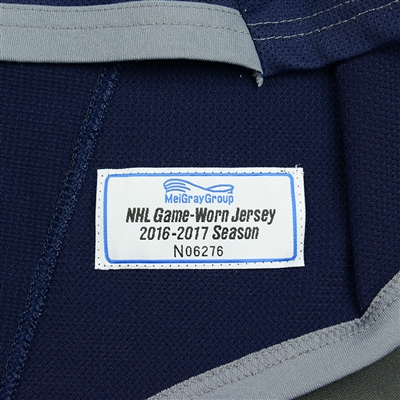 MeiGrayGroup
NHL Game-Worn Jersey
2016-2017 Season
N06276